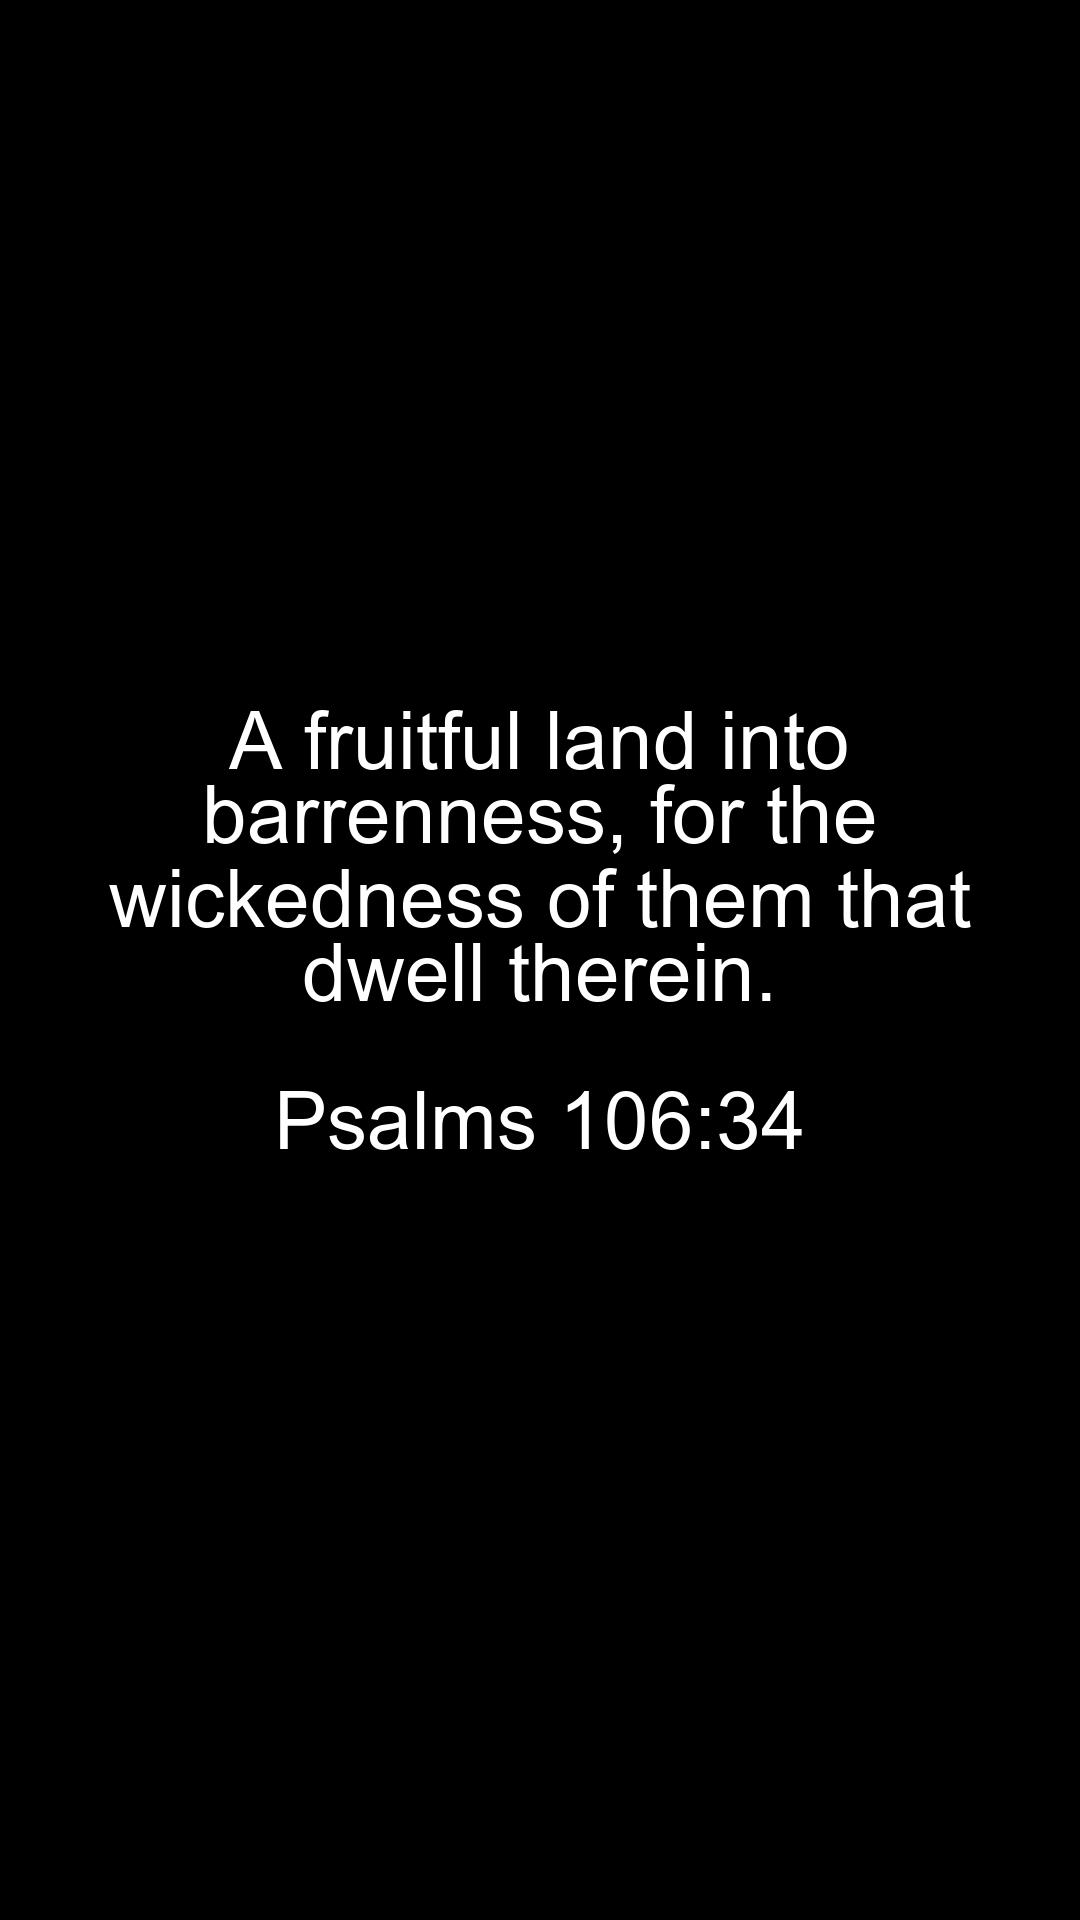 A fruitful land into
barrenness, for the
wickedness of them that
dwell therein.
Psalms 106:34